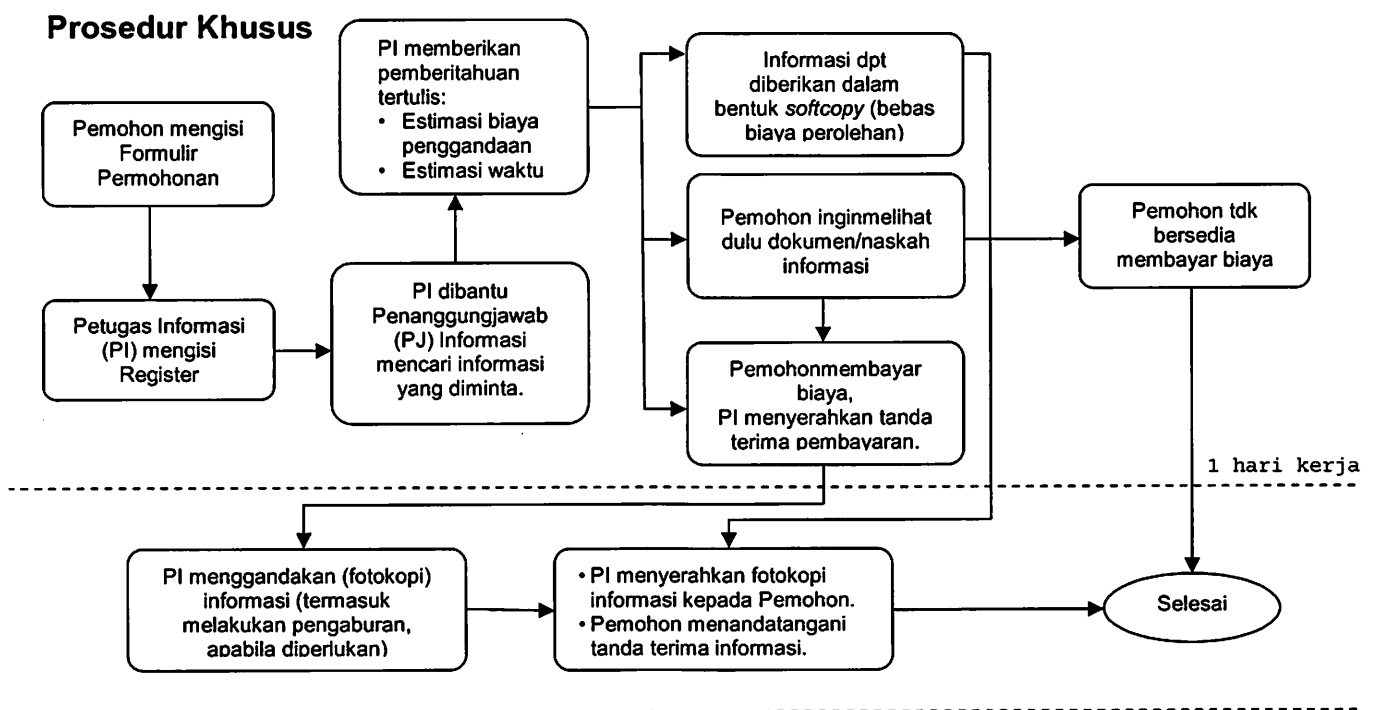 Prosedur Khusus
Pemohon mengisi
Formulir
Permohonan
Petugas Informasi
(PI) mengisi
Register
PI dibantu
Penanggungjawab
(PJ) Informasi
mencari informasi
yang diminta.
PI memberikan
pemberitahuan
tertulis:
• Estimasi biaya
penggandaan
• Estimasi waktu
Informasi dpt
diberikan dalam
bentuk softcopy (bebas
biaya perolehan)
Pemohon inginmelihat
dulu dokumen/naskah
informasi
Pemohonmembayar
biaya,
PI menyerahkan tanda
terima pembayaran.
Pemohon tdk
bersedia
membayar biaya
1 hari kerja
PI menggandakan (fotokopi)
informasi (termasuk
melakukan pengaburan,
apabila diperlukan)
• PI menyerahkan fotokopi
informasi kepada Pemohon.
• Pemohon menandatangani
tanda terima informasi.
Selesai